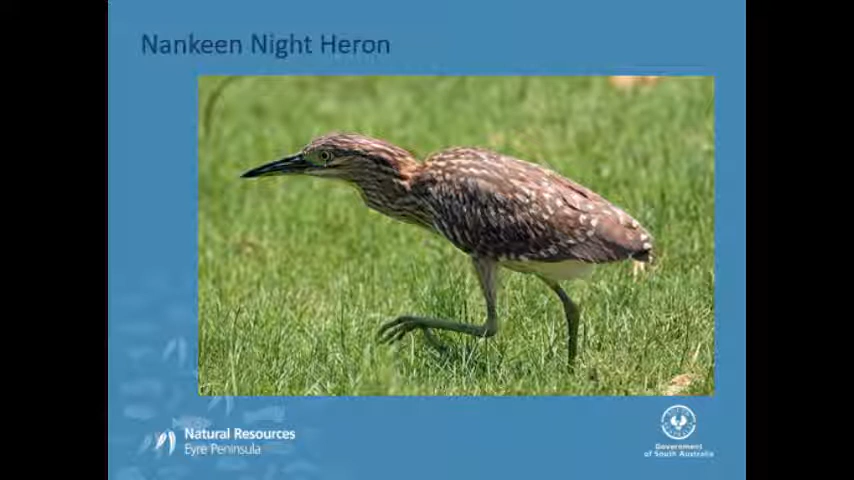 Nankeen Night Heron
Natural Resources
Eyre Peninsula
Government
of South Australia